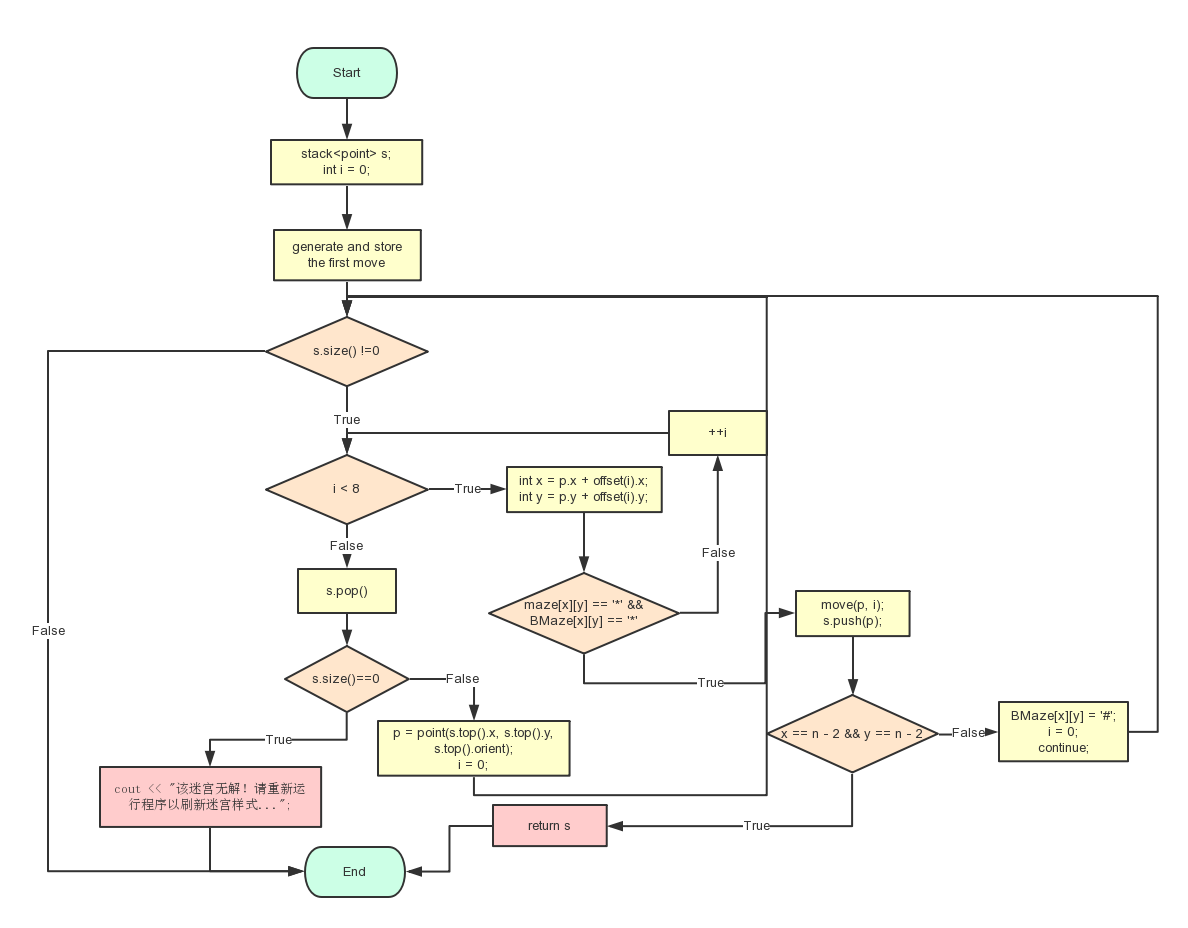 Start
stack<point> s;
int i = 0;
generate and store
the first move
s.size() !=0
True
++i
i < 8
True
int x = p.x + offset(i).x;
int y = p.y + offset(i).y;
False
False
s.pop()
maze[x][y] == '*' &&
BMaze[x][y] == '*'
move(p, i);
s.push(p);
False
s.size()==0
False
True
p = point(s.top().x, s.top().y,
s.top().orient);
i = 0;
x == n - 2 && y == n - 2
False
BMaze[x][y] = '#';
i = 0;
continue;
True
cout << "该迷宫无解！请重新运
行程序以刷新迷宫样式...";
return s
True
End